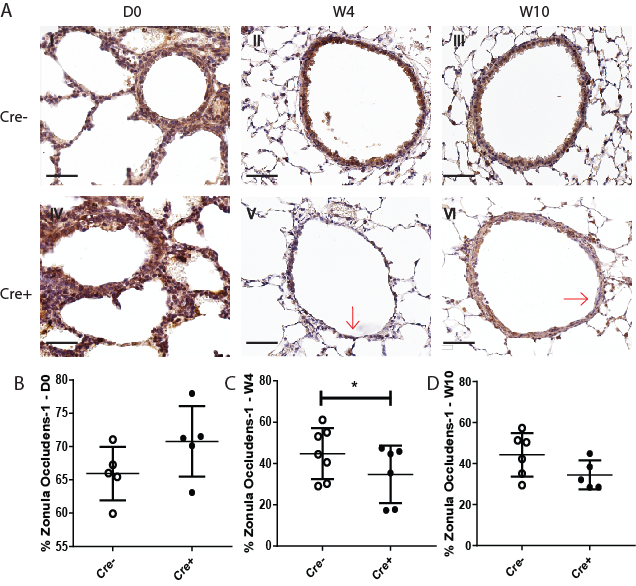 A
D0
W4
W10
Cre-
I
II
III
Cre+
IV
V
VI
B
% Zonula Occludens-1 - D0
80
75
70
65
60
55
Cre-
Cre+
C
% Zonula Occludens-1 - W4
80
60
40
20
0
*
Cre-
Cre+
D
% Zonula Occludens-1 - W10
80
60
40
20
0
Cre-
Cre+